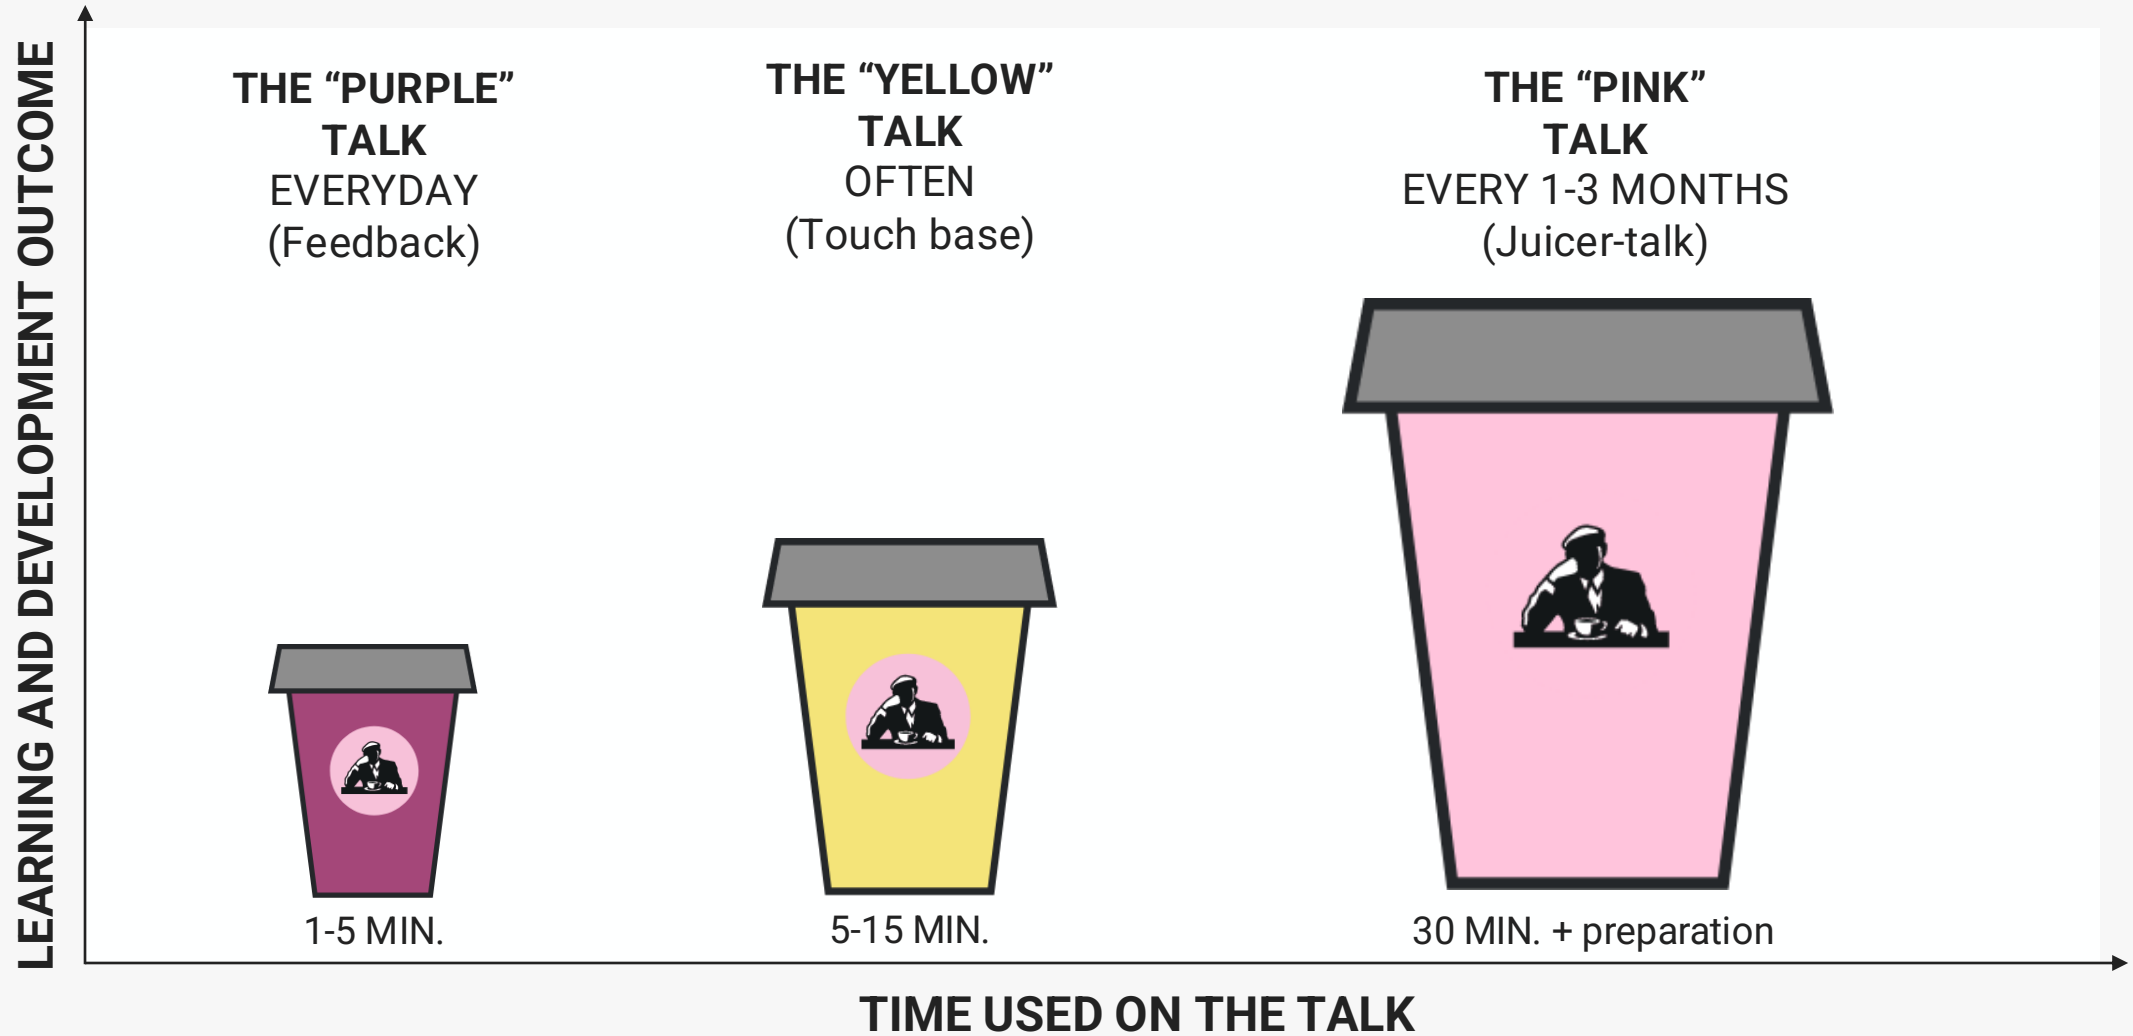 LEARNING AND DEVELOPMENT OUTCOME
THE “PURPLE”
TALK
EVERYDAY
(Feedback)
THE “YELLOW”
TALK
OFTEN
(Touch base)
THE “PINK”
TALK
EVERY 1-3 MONTHS
(Juicer-talk)
1-5 MIN.
5-15 MIN.
30 MIN. + preparation
TIME USED ON THE TALK